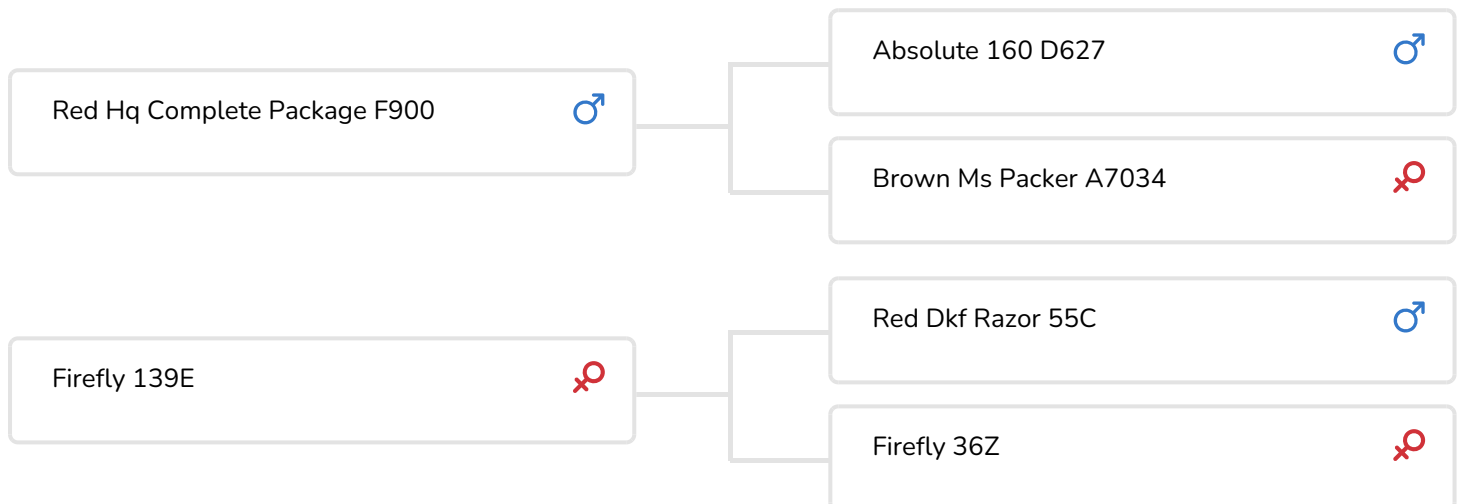 Absolute 160 D627
Red Hq Complete Package F900
Brown Ms Packer A7034
Red Dkf Razor 55C
Firefly 139E
Firefly 36Z